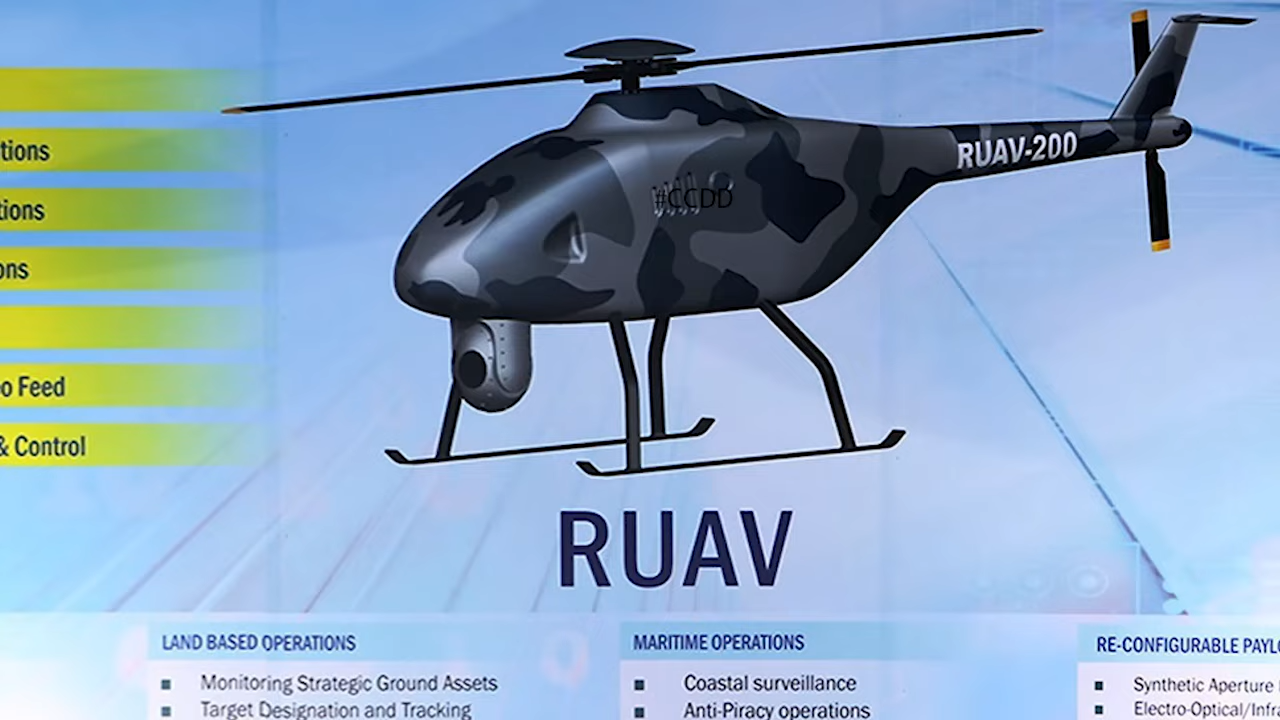 RUAV-200
#CCDD
tions
tions
ons
o Feed
& Control
RUAV
LAND BASED OPERATIONS
Monitoring Strategic Ground Assets
Target Designation and Tracking
MARITIME OPERATIONS
Coastal surveillance
Anti-Piracy operations
RE-CONFIGURABLE PAYLO
Synthetic Aperture
Electro-Optical/Infra